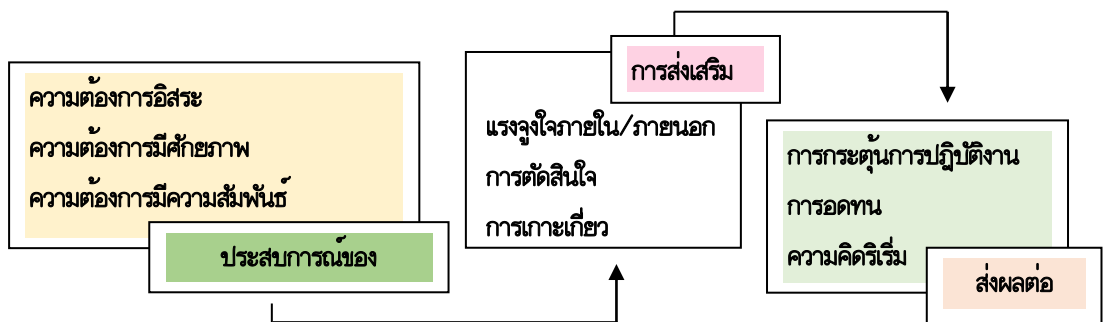 ความต้องการอิสระ
ความต้องการมีศักยภาพ
ความต้องการมีความสัมพันธ์
ประสบการณ์ของ
การส่งเสริม
แรงจูงใจภายใน/ภายนอก
การตัดสินใจ
การเกาะเกี่ยว
การกระตุ้นการปฏิบัติงาน
การอดทน
ความคิดริเริ่ม
ส่งผลต่อ